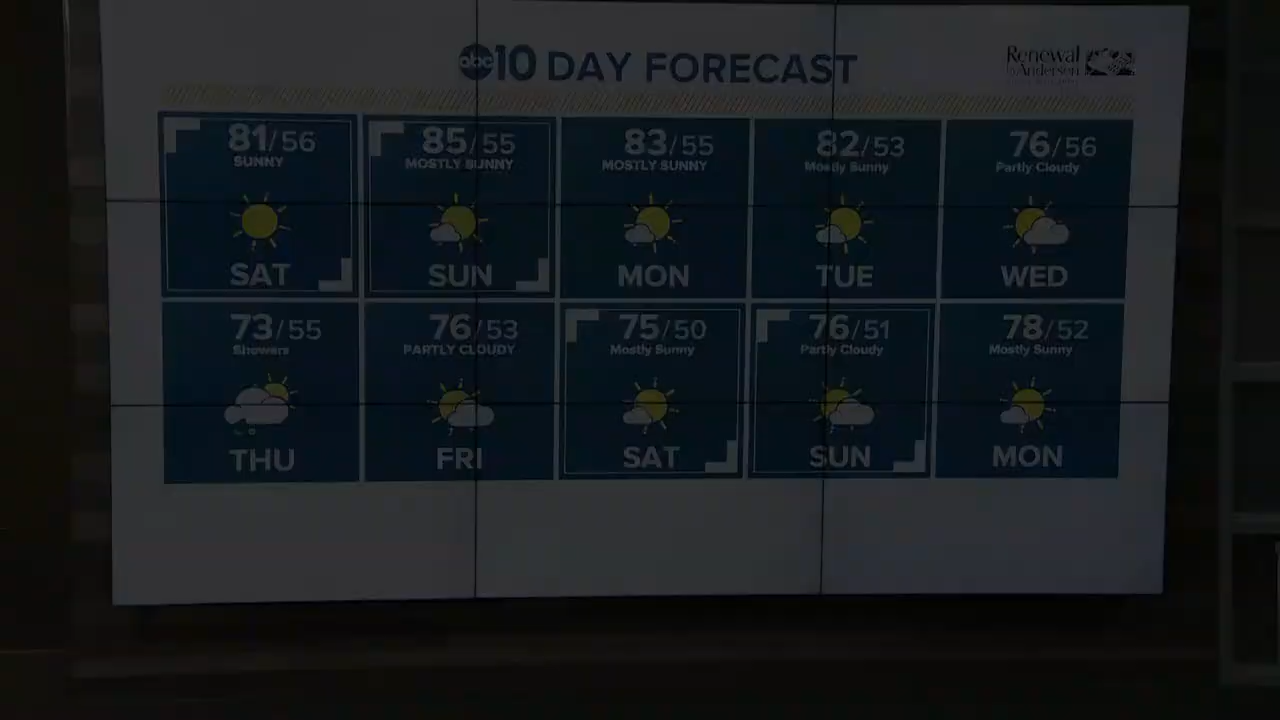 abc10 DAY FORECAST
Renewal
by Andersen
81/56
SUNNY
SAT
85/55
MOSTLY SUNNY
SUN
83/55
MOSTLY SUNNY
MON
82/53
Mostly Sunny
TUE
76/56
Partly Cloudy
WED
73/55
Showers
THU
76/53
PARTLY CLOUDY
FRI
75/50
Mostly Sunny
SAT
76/51
Partly Cloudy
SUN
78/52
Mostly Sunny
MON